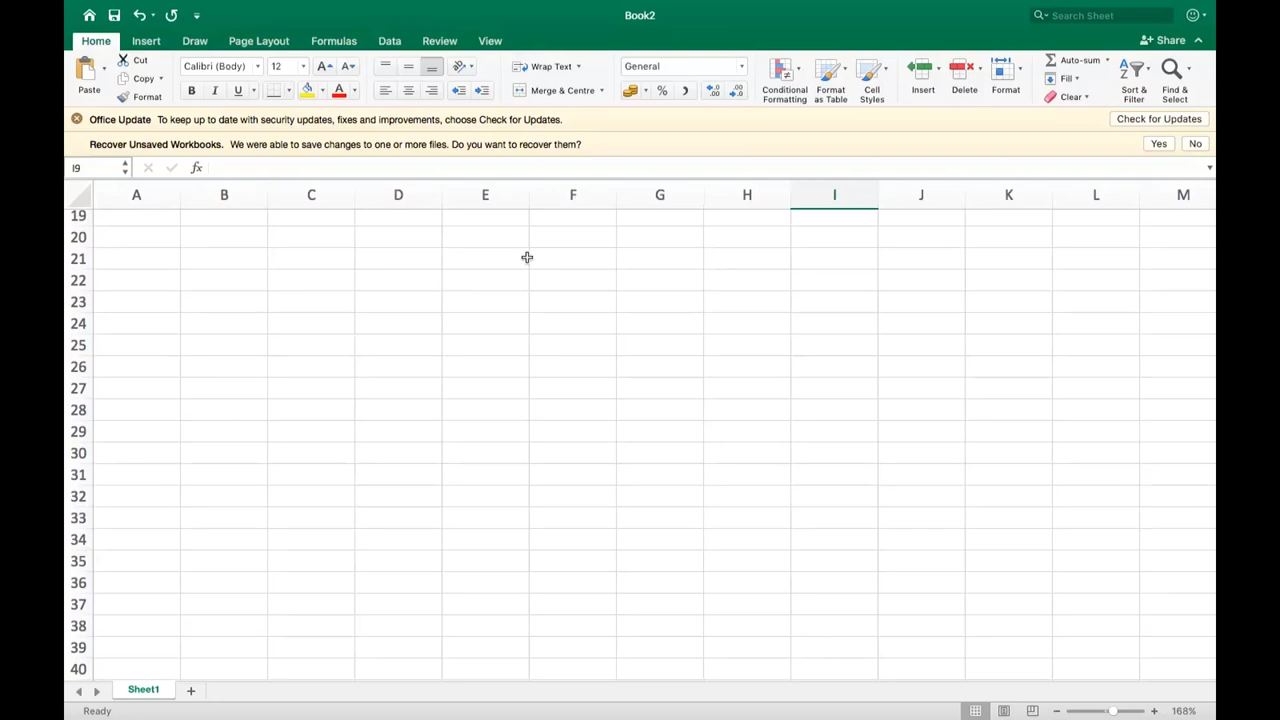 Book2
Search Sheet
Home Insert Draw Page Layout Formulas Data Review View
Share
Paste
Cut
Copy
Format
Calibri (Body) 12
B I U
Wrap Text
Merge & Centre
General
Conditional Formatting
Format as Table
Cell Styles
Insert
Delete
Format
Auto-sum
Fill
Clear
Sort & Filter
Find & Select
Office Update To keep up to date with security updates, fixes and improvements, choose Check for Updates. Check for Updates
Recover Unsaved Workbooks. We were able to save changes to one or more files. Do you want to recover them? Yes No
I9 fx
A B C D E F G H I J K L M
19
20
21
22
23
24
25
26
27
28
29
30
31
32
33
34
35
36
37
38
39
40
Sheet1
Ready 168%